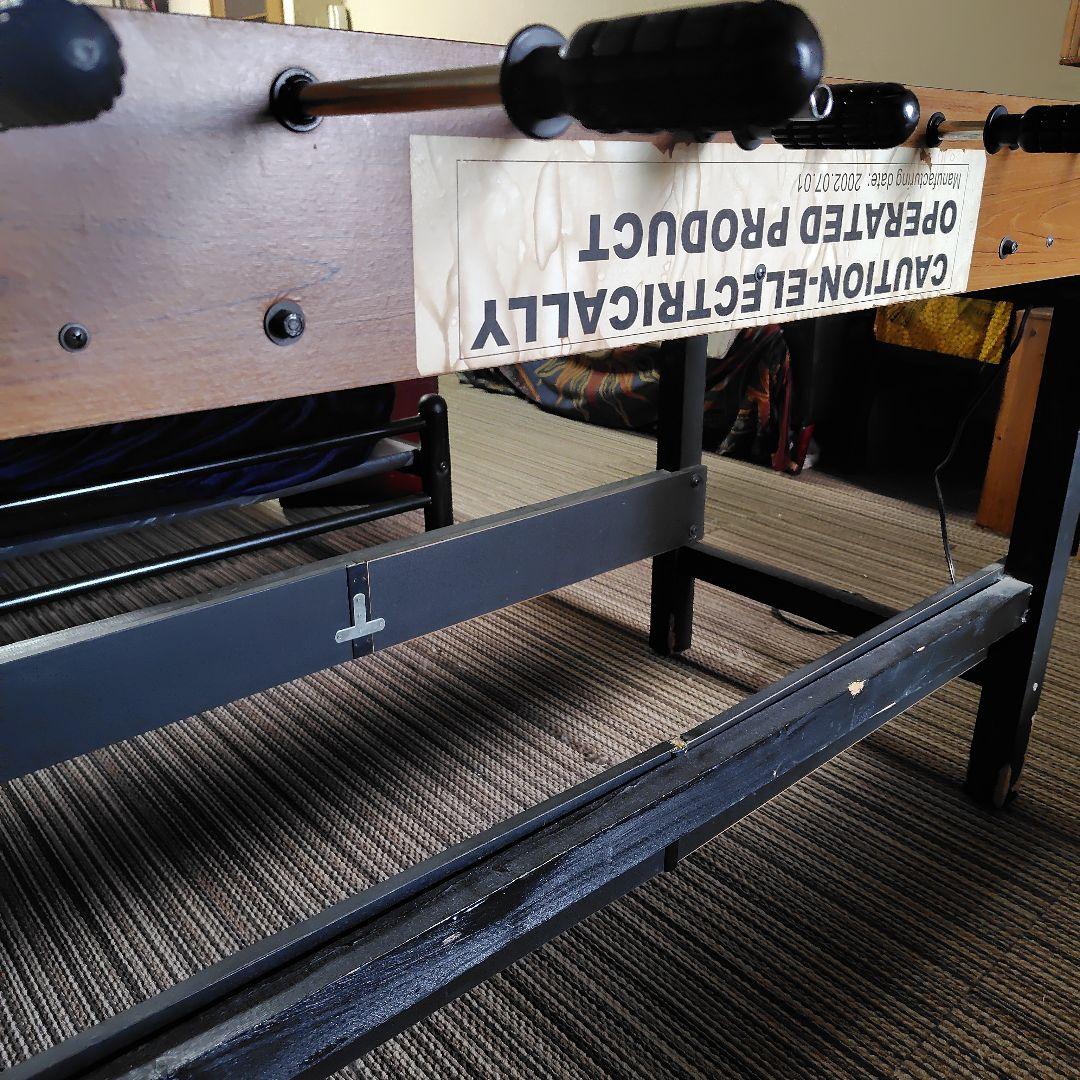 CAUTION-ELECTRICALLY
OPERATED PRODUCT
Manufacturing date: 2002.07.01